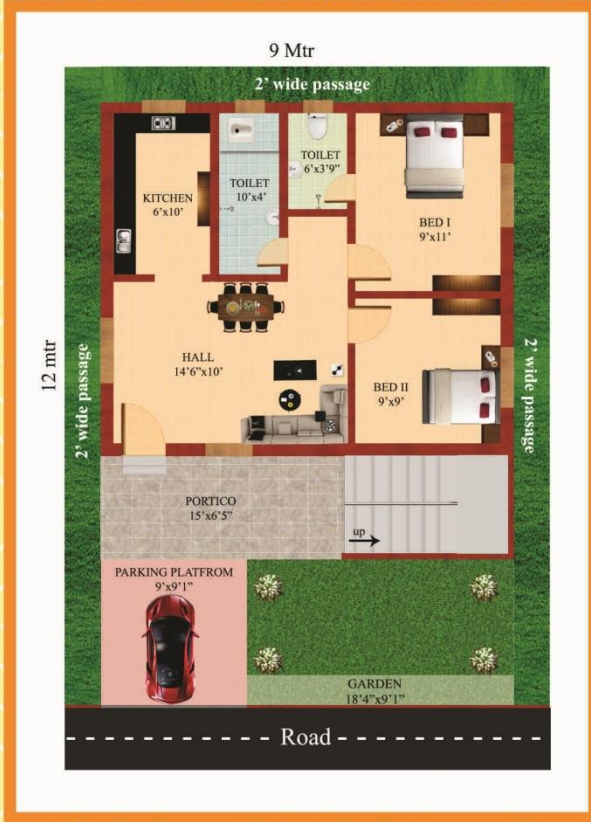 9 Mtr
2' wide passage
KITCHEN
6'x10'
TOILET
10'x4'
TOILET
6'x3'9"
BED I
9'x11'
12 mtr
2' wide passage
HALL
14'6"x10'
BED II
9'x9'
2' wide passage
PORTICO
15'x6'5"
up
PARKING PLATFROM
9'x9'1"
GARDEN
18'4"x9'1"
Road